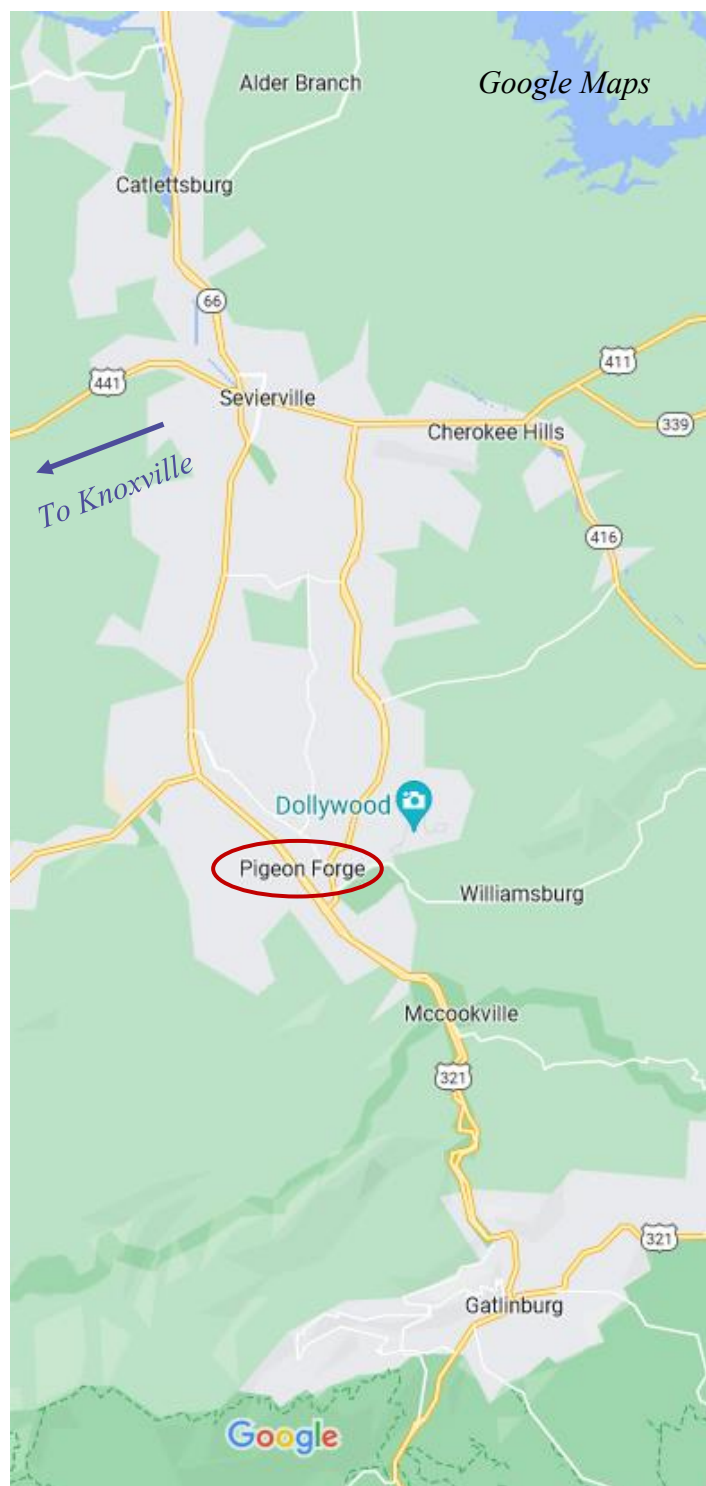 Alder Branch
Google Maps
Catlettsburg
66
411
441
Sevierville
339
Cherokee Hills
To Knoxville
416
Dollywood
Pigeon Forge
Williamsburg
Mccookville
321
321
Gatlinburg
Google